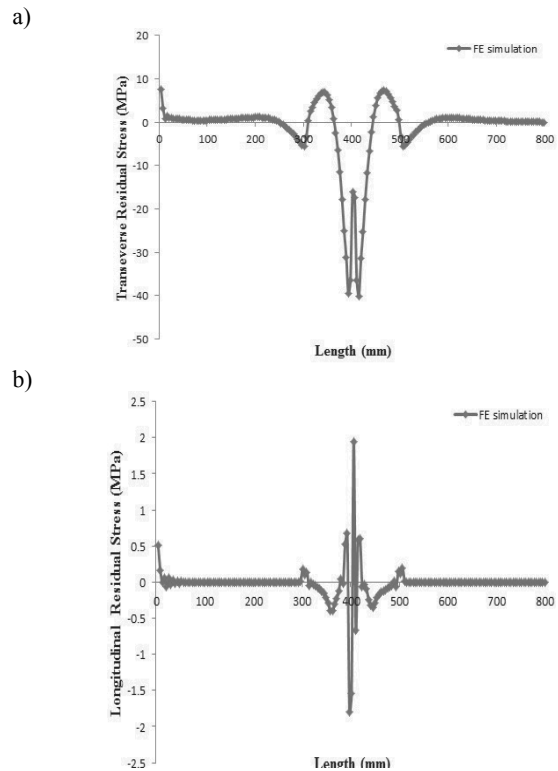 a)
FE simulation
Transeverse Residual Stress (MPa)
20
10
0
-10
-20
-30
-40
-50
0 100 200 300 400 500 600 700 800
Length (mm)
b)
FE simulation
Longitudinal Residual Stress (MPa)
2.5
2
1.5
1
0.5
0
-0.5
-1
-1.5
-2
-2.5
0 100 200 300 400 500 600 700 800
Length (mm)